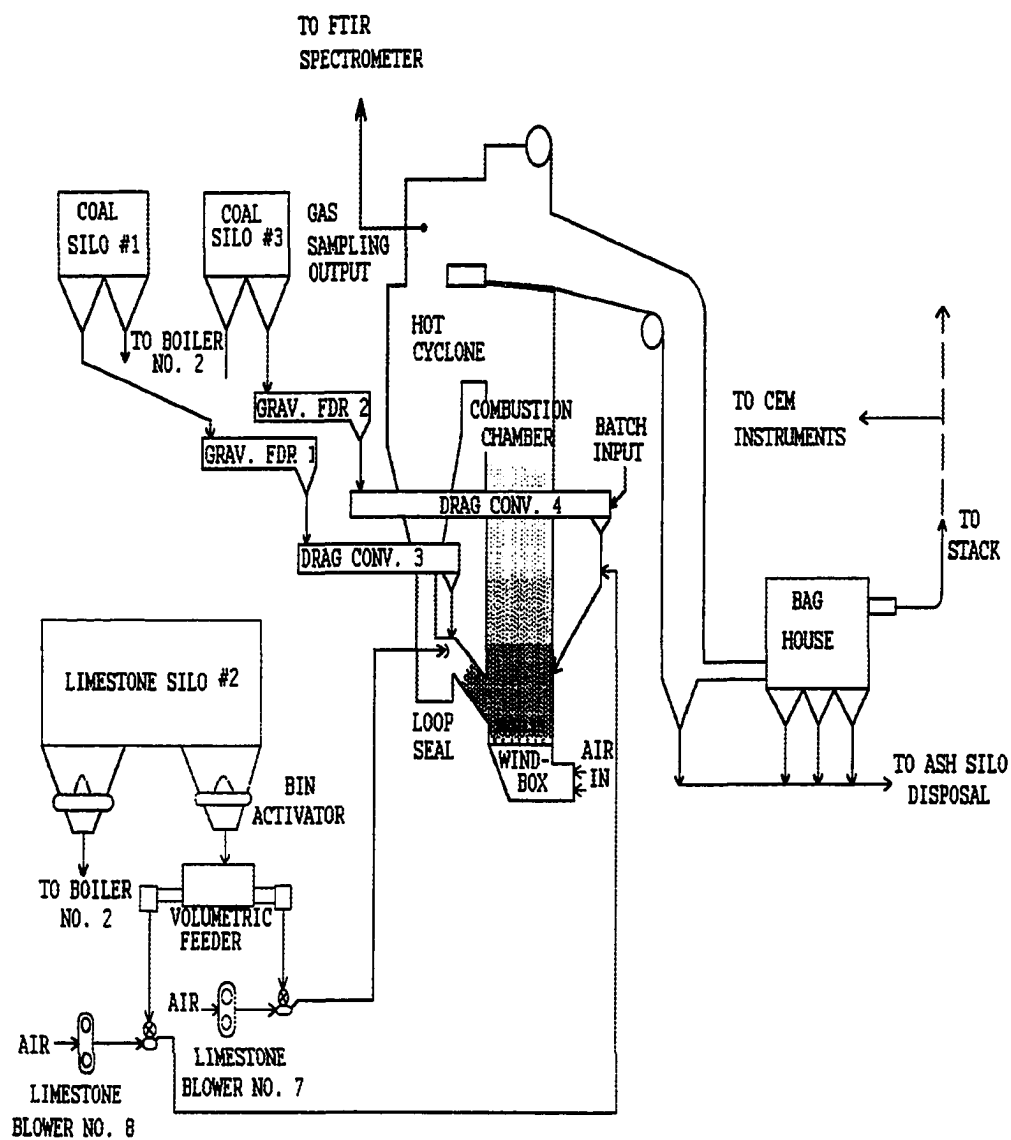 TO FTIR
SPECTROMETER
COAL
SILO #1
COAL
SILO #3
GAS
SAMPLING
OUTPUT
TO BOILER
NO. 2
HOT
CYCLONE
GRAV. FDR 2
GRAV. FDR 1
COMBUSTION
CHAMBER
BATCH
INPUT
TO CEM
INSTRUMENTS
DRAG CONV. 4
DRAG CONV. 3
TO
STACK
BAG
HOUSE
LIMESTONE SILO #2
LOOP
SEAL
WIND-
BOX
AIR
IN
TO ASH SILO
DISPOSAL
BIN
ACTIVATOR
TO BOILER
NO. 2
VOLUMETRIC
FEEDER
AIR
LIMESTONE
BLOWER NO. 7
AIR
LIMESTONE
BLOWER NO. 8